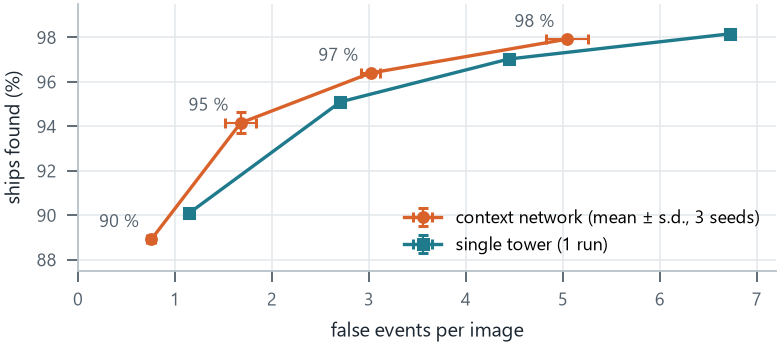 ships found (%)
98
96
94
92
90
88
98 %
97 %
95 %
90 %
context network (mean ± s.d., 3 seeds)
single tower (1 run)
0 1 2 3 4 5 6 7
false events per image